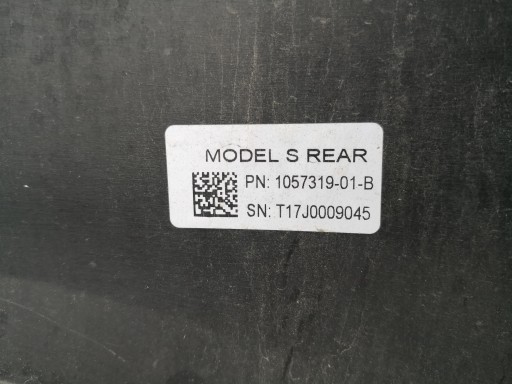 MODEL S REAR
PN: 1057319-01-B
SN: T17J0009045